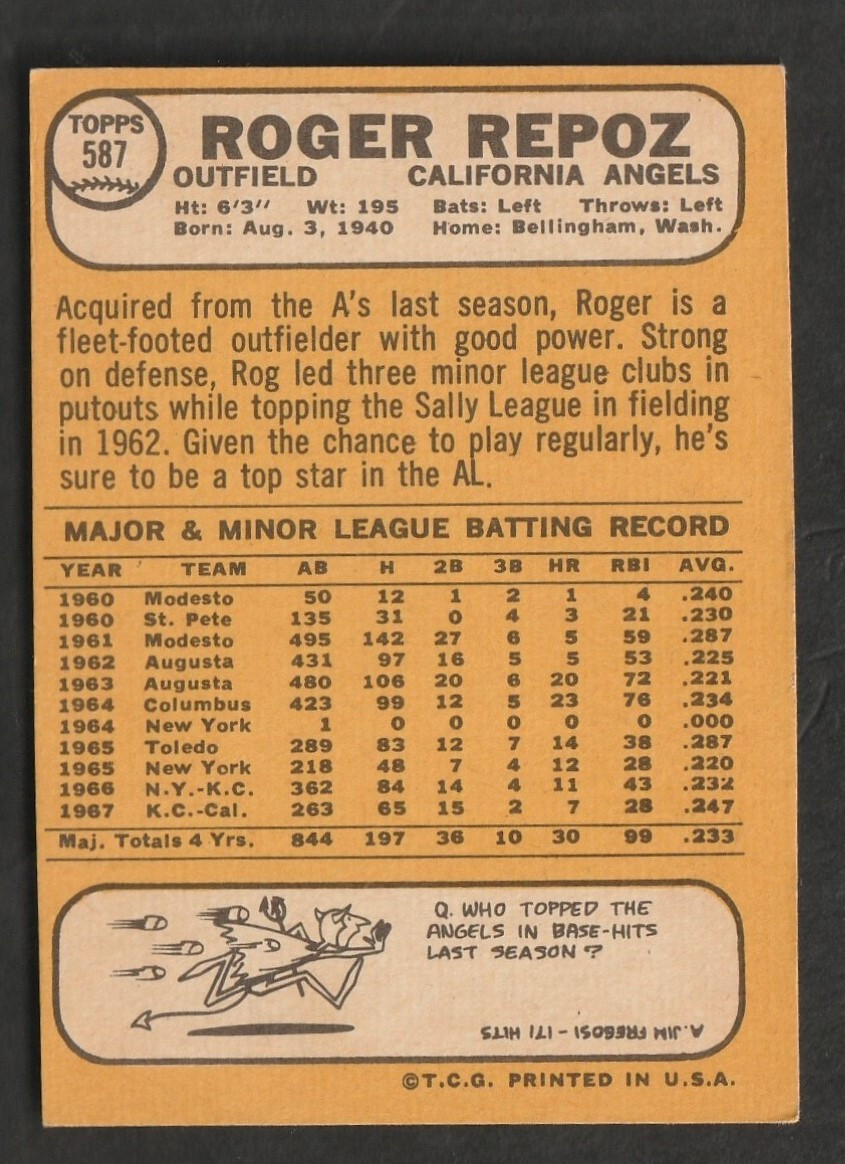 TOPPS
587
ROGER REPOZ
OUTFIELD CALIFORNIA ANGELS
Ht: 6'3" Wt: 195 Bats: Left Throws: Left
Born: Aug. 3, 1940 Home: Bellingham, Wash.
Acquired from the A's last season, Roger is a
fleet-footed outfielder with good power. Strong
on defense, Rog led three minor league clubs in
putouts while topping the Sally League in fielding
in 1962. Given the chance to play regularly, he's
sure to be a top star in the AL.
MAJOR & MINOR LEAGUE BATTING RECORD
YEAR TEAM AB H 2B 3B HR RBI AVG.
1960 Modesto 50 12 1 2 1 4 .240
1960 St. Pete 135 31 0 4 3 21 .230
1961 Modesto 495 142 27 6 5 59 .287
1962 Augusta 431 97 16 5 5 53 .225
1963 Augusta 480 106 20 6 20 72 .221
1964 Columbus 423 99 12 5 23 76 .234
1964 New York 1 0 0 0 0 0 .000
1965 Toledo 289 83 12 7 14 38 .287
1965 New York 218 48 7 4 12 28 .220
1966 N.Y.-K.C. 362 84 14 4 11 43 .232
1967 K.C.-Cal. 263 65 15 2 7 28 .247
Maj. Totals 4 Yrs. 844 197 36 10 30 99 .233
Q. WHO TOPPED THE
ANGELS IN BASE-HITS
LAST SEASON?
A. JIM FREGOSI - 171 HITS
©T.C.G. PRINTED IN U.S.A.